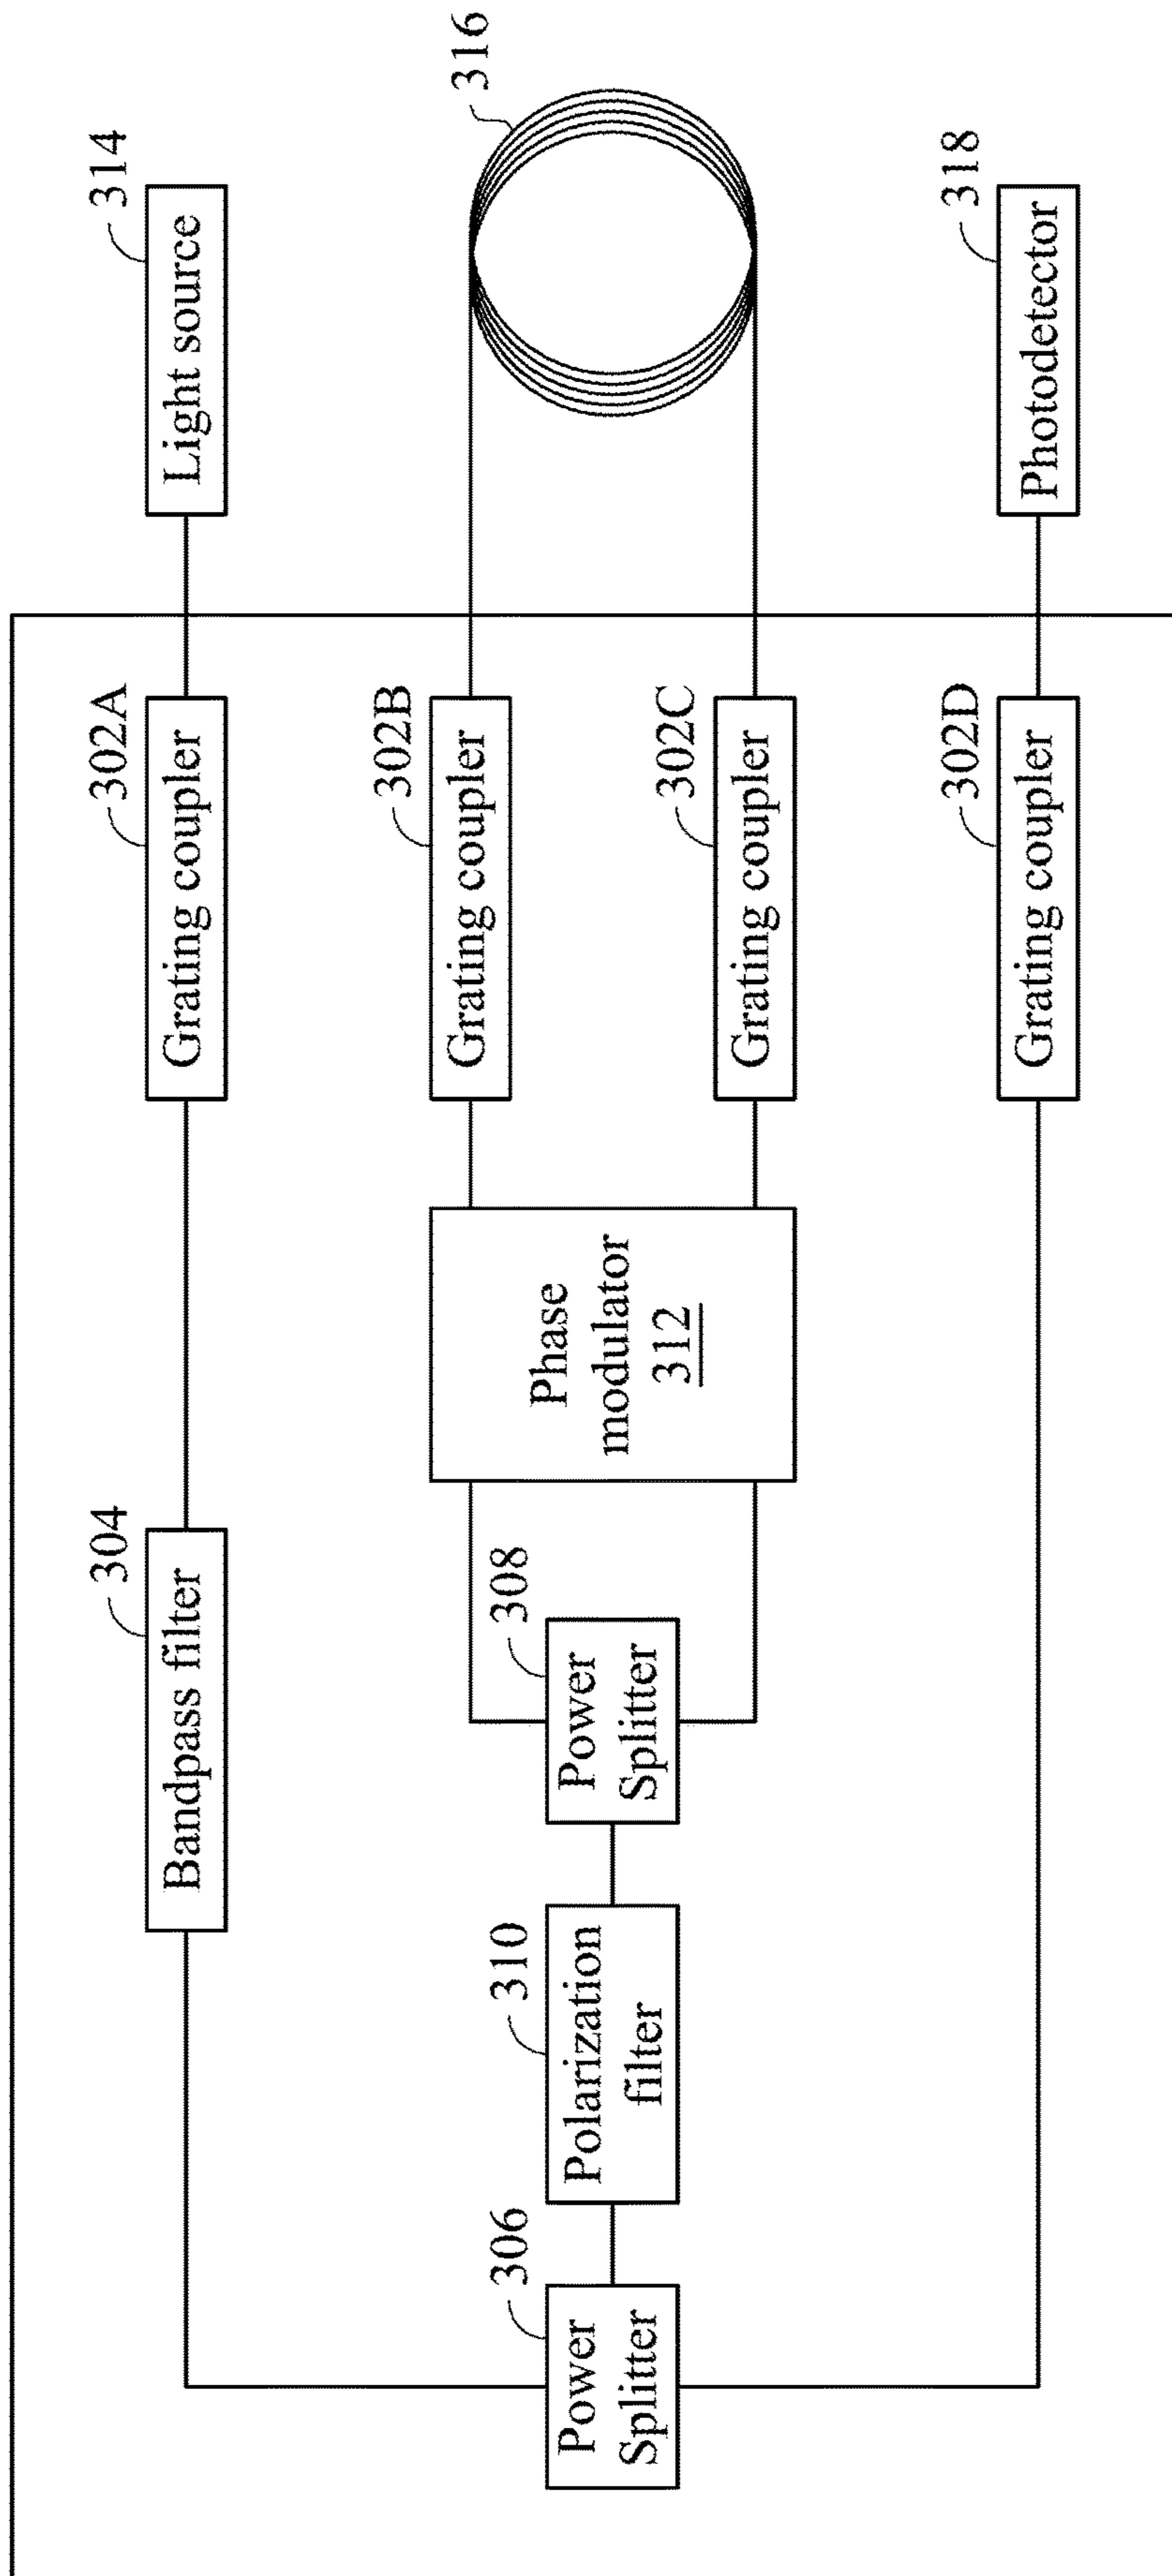 314
Light source
302A
Grating coupler
304
Bandpass filter
316
302B
Grating coupler
Phase
modulator
312
308
Power
Splitter
310
Polarization
filter
306
Power
Splitter
302C
Grating coupler
318
Photodetector
302D
Grating coupler